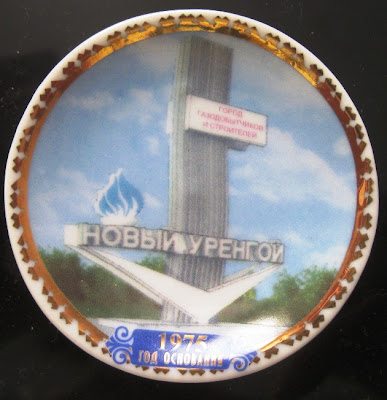 ГОРОД
ГАЗОДОБЫТЧИКОВ
И СТРОИТЕЛЕЙ
НОВЫЙ УРЕНГОЙ
1975
ГОД ОСНОВАНИЯ